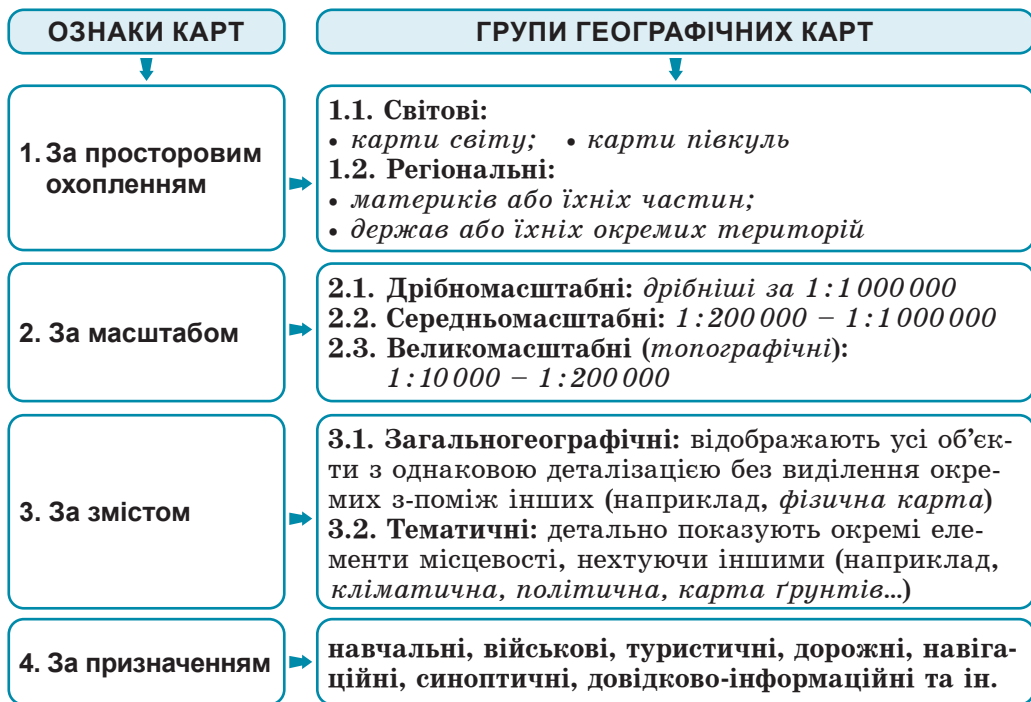 ОЗНАКИ КАРТ
ГРУПИ ГЕОГРАФІЧНИХ КАРТ
1. За просторовим
охопленням
1.1. Світові:
• карти світу; • карти півкуль
1.2. Регіональні:
• материків або їхніх частин;
• держав або їхніх окремих територій
2. За масштабом
2.1. Дрібномасштабні: дрібніші за 1:1 000 000
2.2. Середньомасштабні: 1:200 000 – 1:1 000 000
2.3. Великомасштабні (топографічні):
1:10 000 – 1:200 000
3. За змістом
3.1. Загальногеографічні: відображають усі об’єк-
ти з однаковою деталізацією без виділення окре-
мих з-поміж інших (наприклад, фізична карта)
3.2. Тематичні: детально показують окремі еле-
менти місцевості, нехтуючи іншими (наприклад,
кліматична, політична, карта ґрунтів...)
4. За призначенням
навчальні, військові, туристичні, дорожні, навіга-
ційні, синоптичні, довідково-інформаційні та ін.